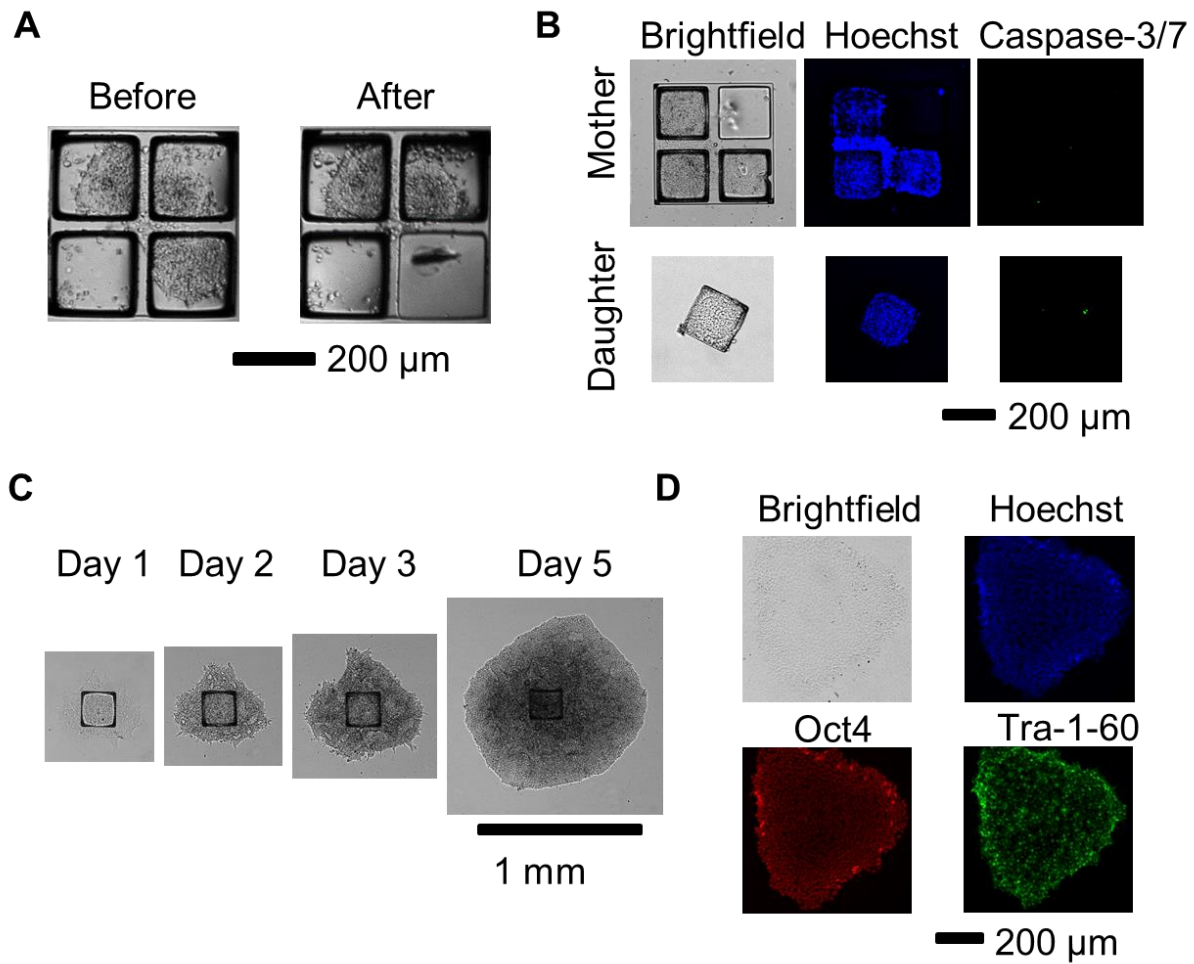 A
Before After
200 µm
B
Brightfield Hoechst Caspase-3/7
Mother
Daughter
200 µm
C
Day 1 Day 2 Day 3 Day 5
1 mm
D
Brightfield Hoechst
Oct4 Tra-1-60
200 µm